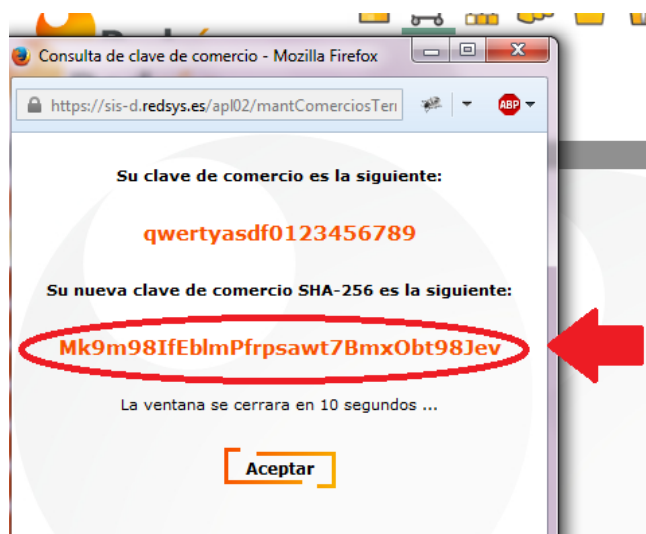 Consulta de clave de comercio - Mozilla Firefox
https://sis-d.redsys.es/apl02/mantComerciosTerr
ABP
Su clave de comercio es la siguiente:
qwertyasdf0123456789
Su nueva clave de comercio SHA-256 es la siguiente:
Mk9m98IfEblmPfrpsawt7BmxObt98Jev
La ventana se cerrara en 10 segundos ...
Aceptar